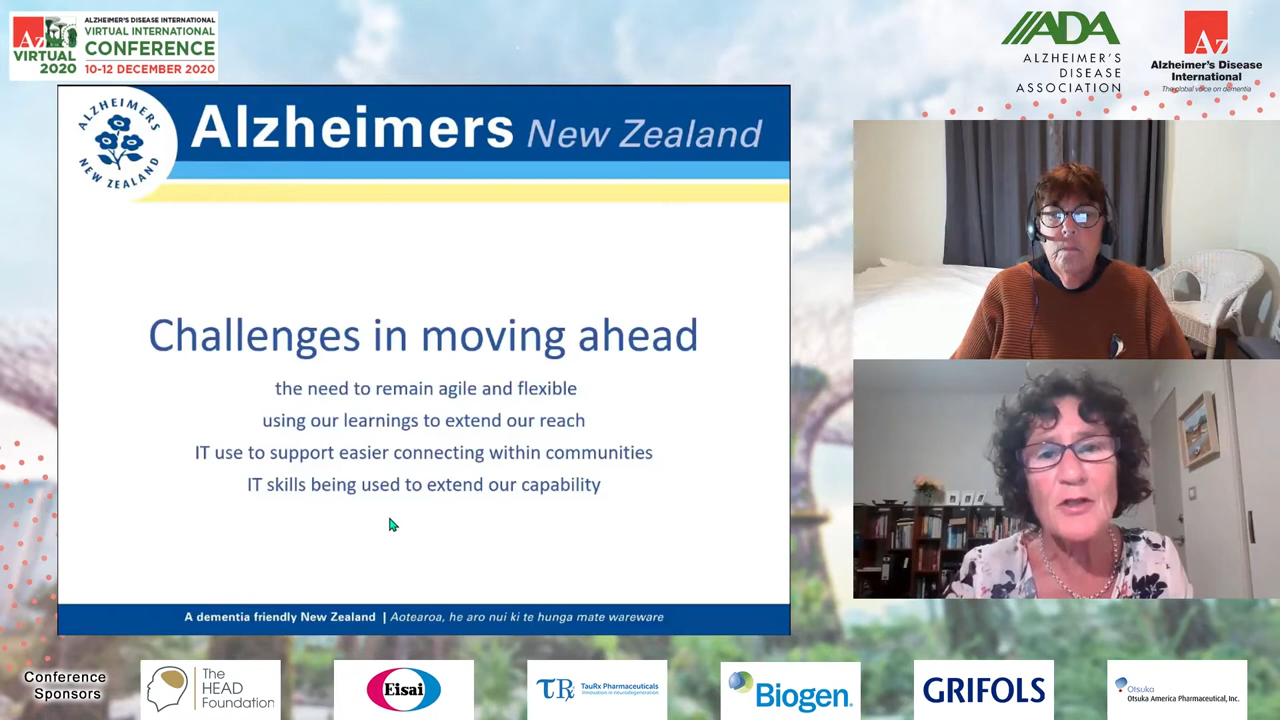 Az
VIRTUAL
2020
ALZHEIMER'S DISEASE INTERNATIONAL
VIRTUAL INTERNATIONAL
CONFERENCE
10-12 DECEMBER 2020
ADA
ALZHEIMER'S
DISEASE
ASSOCIATION
Az
Alzheimer's Disease
International
The global voice on dementia
ALZHEIMERS
NEW ZEALAND
Alzheimers New Zealand
Challenges in moving ahead
the need to remain agile and flexible
using our learnings to extend our reach
IT use to support easier connecting within communities
IT skills being used to extend our capability
A dementia friendly New Zealand | Aotearoa, he aro nui ki te hunga mate wareware
Conference
Sponsors
The
HEAD
Foundation
Eisai
TauRx Pharmaceuticals
Innovation in neurodegeneration
Biogen
GRIFOLS
Otsuka
Otsuka America Pharmaceutical, Inc.